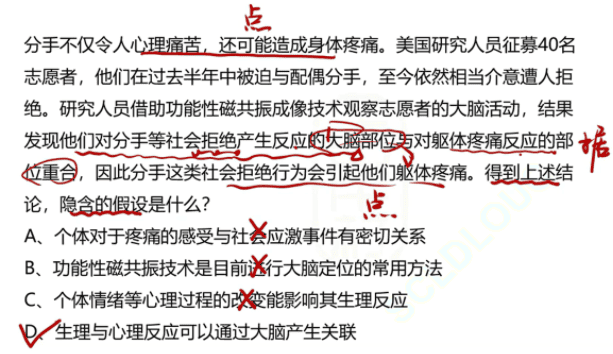 点
分手不仅令人心理痛苦，还可能造成身体疼痛。美国研究人员征募40名
志愿者，他们在过去半年中被迫与配偶分手，至今依然相当介意遭人拒
绝。研究人员借助功能性磁共振成像技术观察志愿者的大脑活动，结果
发现他们对分手等社会拒绝产生反应的大脑部位与对躯体疼痛反应的部
据
位重合，因此分手这类社会拒绝行为会引起他们躯体疼痛。得到上述结
论，隐含的假设是什么？
点
A、个体对于疼痛的感受与社会应激事件有密切关系
B、功能性磁共振技术是目前进行大脑定位的常用方法
C、个体情绪等心理过程的改变能影响其生理反应
D、生理与心理反应可以通过大脑产生关联